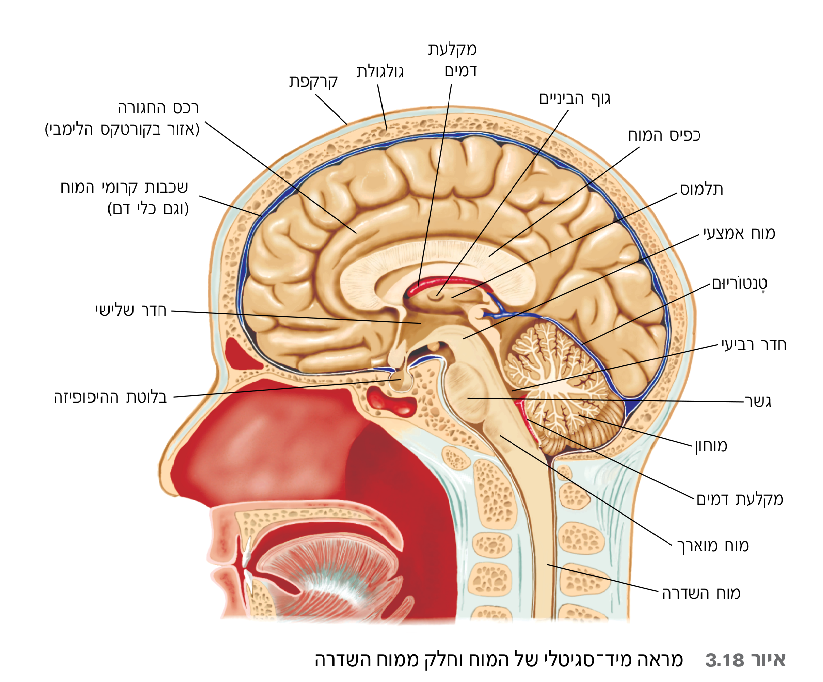 מקלעת
דמים
גולגולת
קרקפת
גוף הביניים
רכס החגורה
(אזור בקורטקס הלימבי)
כפיס המוח
שכבות קרומי המוח
(וגם כלי דם)
תלמוס
מוח אמצעי
טֶנטוֹריוּם
חדר שלישי
חדר רביעי
בלוטת ההיפופיזה
גשר
מוחון
מקלעת דמים
מוח מוארך
מוח השדרה
איור 3.18 מראה מיד־סגיטלי של המוח וחלק ממוח השדרה